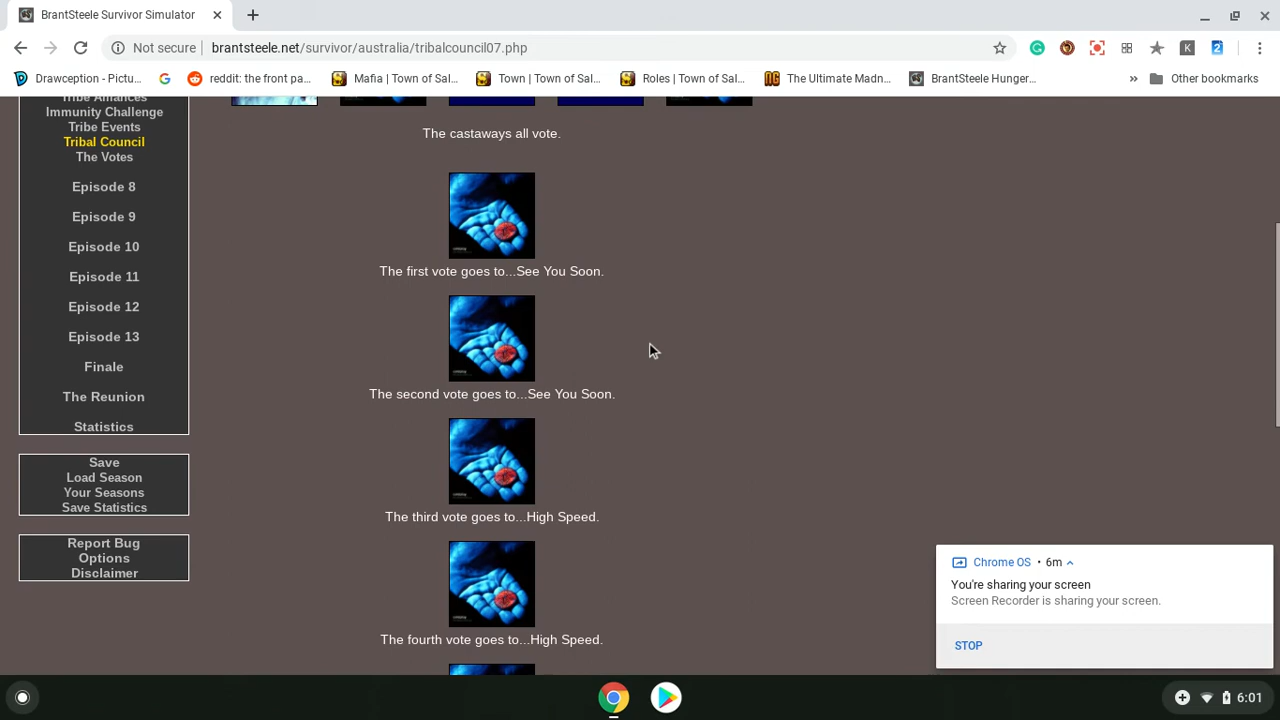 BrantSteele Survivor Simulator
Not secure
brantsteele.net/survivor/australia/tribalcouncil07.php
Drawception - Pictu...
reddit: the front pa...
Mafia | Town of Sal...
Town | Town of Sal...
Roles | Town of Sal...
The Ultimate Madn...
BrantSteele Hunger...
Other bookmarks
Tribe Alliances
Immunity Challenge
Tribe Events
Tribal Council
The Votes
Episode 8
Episode 9
Episode 10
Episode 11
Episode 12
Episode 13
Finale
The Reunion
Statistics
Save
Load Season
Your Seasons
Save Statistics
Report Bug
Options
Disclaimer
The castaways all vote.
The first vote goes to...See You Soon.
The second vote goes to...See You Soon.
The third vote goes to...High Speed.
The fourth vote goes to...High Speed.
Chrome OS • 6m
You're sharing your screen
Screen Recorder is sharing your screen.
STOP
6:01